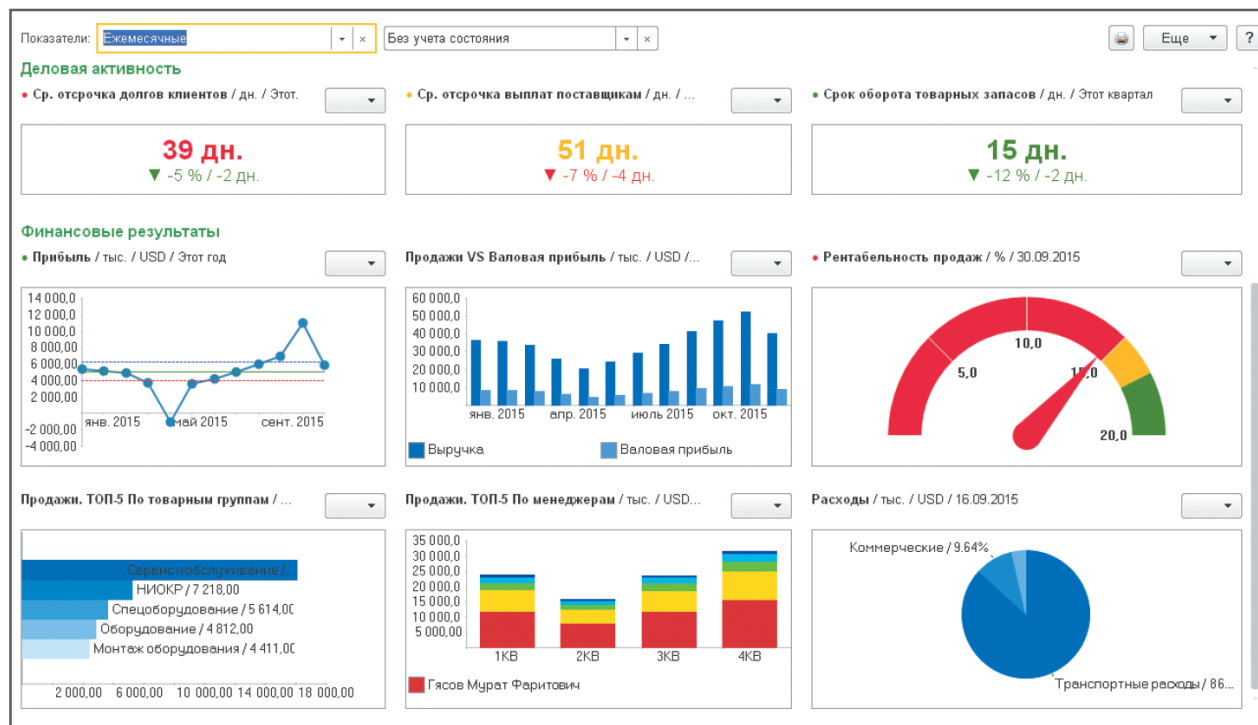 Показатели: Ежемесячные Без учета состояния Еще ?
Деловая активность
Ср. отсрочка долгов клиентов / дн. / Этот.
39 дн.
▼ -5 % / -2 дн.
Ср. отсрочка выплат поставщикам / дн. / ...
51 дн.
▼ -7 % / -4 дн.
Срок оборота товарных запасов / дн. / Этот квартал
15 дн.
▼ -12 % / -2 дн.
Финансовые результаты
Прибыль / тыс. / USD / Этот год
14 000,0
12 000,0
10 000,0
8 000,00
6 000,00
4 000,00
2 000,00
-2 000,00
-4 000,00
янв. 2015 май 2015 сент. 2015
Продажи VS Валовая прибыль / тыс. / USD /...
60 000,0
50 000,0
40 000,0
30 000,0
20 000,0
10 000,0
янв. 2015 апр. 2015 июль 2015 окт. 2015
Выручка Валовая прибыль
Рентабельность продаж / % / 30.09.2015
5,0
10,0
15,0
20,0
Продажи. ТОП-5 По товарным группам / ...
Сервис и обслуживание /...
НИОКР / 7 218,00
Спецоборудование / 5 614,00
Оборудование / 4 812,00
Монтаж оборудования / 4 411,00
2 000,00 6 000,00 10 000,00 14 000,00 18 000,00
Продажи. ТОП-5 По менеджерам / тыс. / USD...
35 000,0
30 000,0
25 000,0
20 000,0
15 000,0
10 000,0
5 000,00
1КВ 2КВ 3КВ 4КВ
Гясов Мурат Фаритович
Расходы / тыс. / USD / 16.09.2015
Коммерческие / 9.64%
Транспортные расходы / 86...